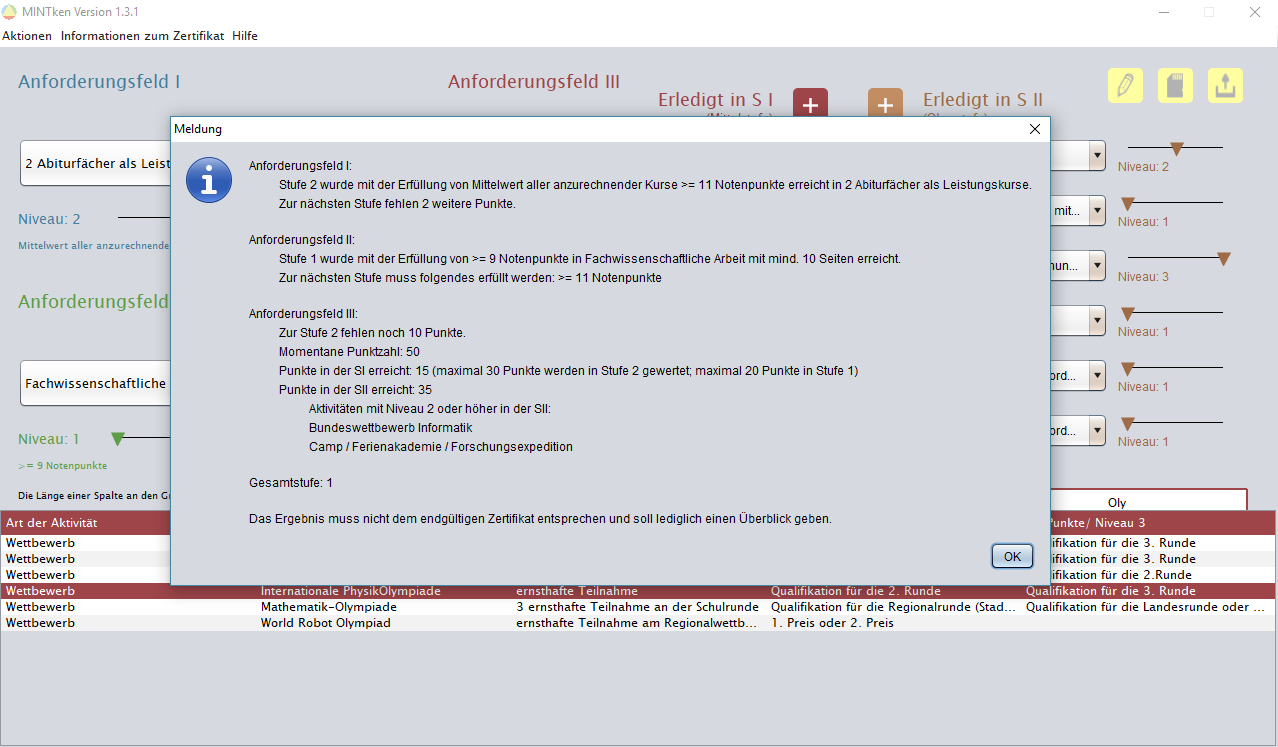 MINTken Version 1.3.1
Aktionen Informationen zum Zertifikat Hilfe
Anforderungsfeld I
Anforderungsfeld III
Erledigt in S I
Erledigt in S II
2 Abiturfächer als Leist
Niveau: 2
Mittelwert aller anzurechnende
Anforderungsfeld
Fachwissenschaftliche
Niveau: 1
>= 9 Notenpunkte
Die Länge einer Spalte an den G
Meldung
Anforderungsfeld I:
Stufe 2 wurde mit der Erfüllung von Mittelwert aller anzurechnender Kurse >= 11 Notenpunkte erreicht in 2 Abiturfächer als Leistungskurse.
Zur nächsten Stufe fehlen 2 weitere Punkte.
Anforderungsfeld II:
Stufe 1 wurde mit der Erfüllung von >= 9 Notenpunkte in Fachwissenschaftliche Arbeit mit mind. 10 Seiten erreicht.
Zur nächsten Stufe muss folgendes erfüllt werden: >= 11 Notenpunkte
Anforderungsfeld III:
Zur Stufe 2 fehlen noch 10 Punkte.
Momentane Punktzahl: 50
Punkte in der SI erreicht: 15 (maximal 30 Punkte werden in Stufe 2 gewertet; maximal 20 Punkte in Stufe 1)
Punkte in der SII erreicht: 35
Aktivitäten mit Niveau 2 oder höher in der SII:
Bundeswettbewerb Informatik
Camp / Ferienakademie / Forschungsexpedition
Gesamtstufe: 1
Das Ergebnis muss nicht dem endgültigen Zertifikat entsprechen und soll lediglich einen Überblick geben.
OK
Niveau: 2
mit...
Niveau: 1
un...
Niveau: 3
Niveau: 1
ord...
Niveau: 1
ord...
Niveau: 1
Oly
Art der Aktivität Punkte/ Niveau 3
Wettbewerb ifikation für die 3. Runde
Wettbewerb ifikation für die 3. Runde
Wettbewerb ifikation für die 2.Runde
Wettbewerb Internationale PhysikOlympiade ernsthafte Teilnahme Qualifikation für die 2. Runde Qualifikation für die 3. Runde
Wettbewerb Mathematik-Olympiade 3 ernsthafte Teilnahme an der Schulrunde Qualifikation für die Regionalrunde (Stad... Qualifikation für die Landesrunde oder ...
Wettbewerb World Robot Olympiad ernsthafte Teilnahme am Regionalwettb... 1. Preis oder 2. Preis